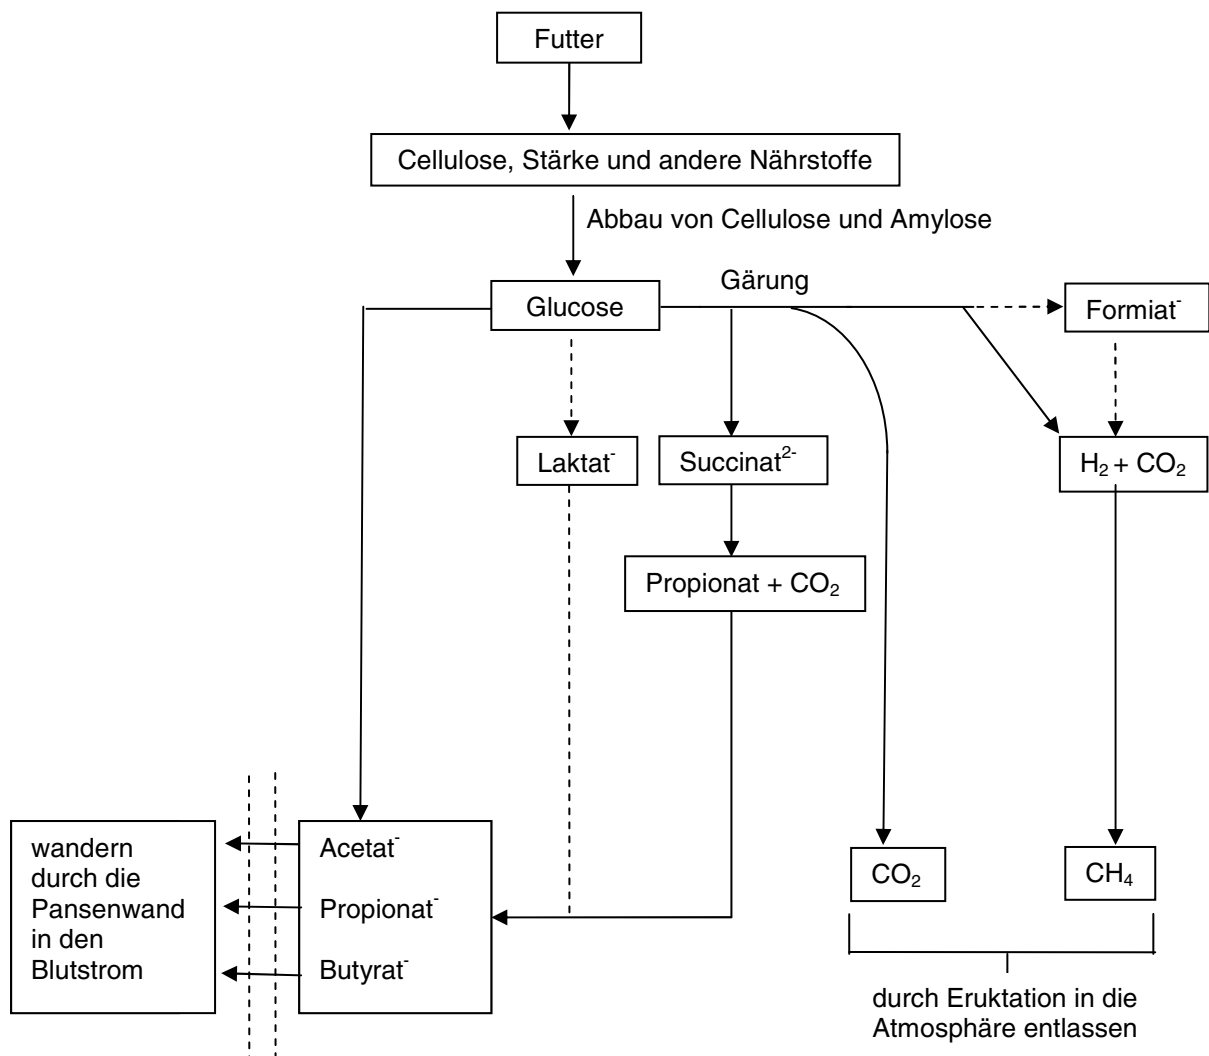 Futter
Cellulose, Stärke und andere Nährstoffe
Abbau von Cellulose und Amylose
Gärung
Glucose
Formiat⁻
Laktat⁻
Succinat²⁻
H₂ + CO₂
Propionat + CO₂
wandern
durch die
Pansenwand
in den
Blutstrom
Acetat⁻
Propionat⁻
Butyrat⁻
CO₂
CH₄
durch Eruktation in die
Atmosphäre entlassen